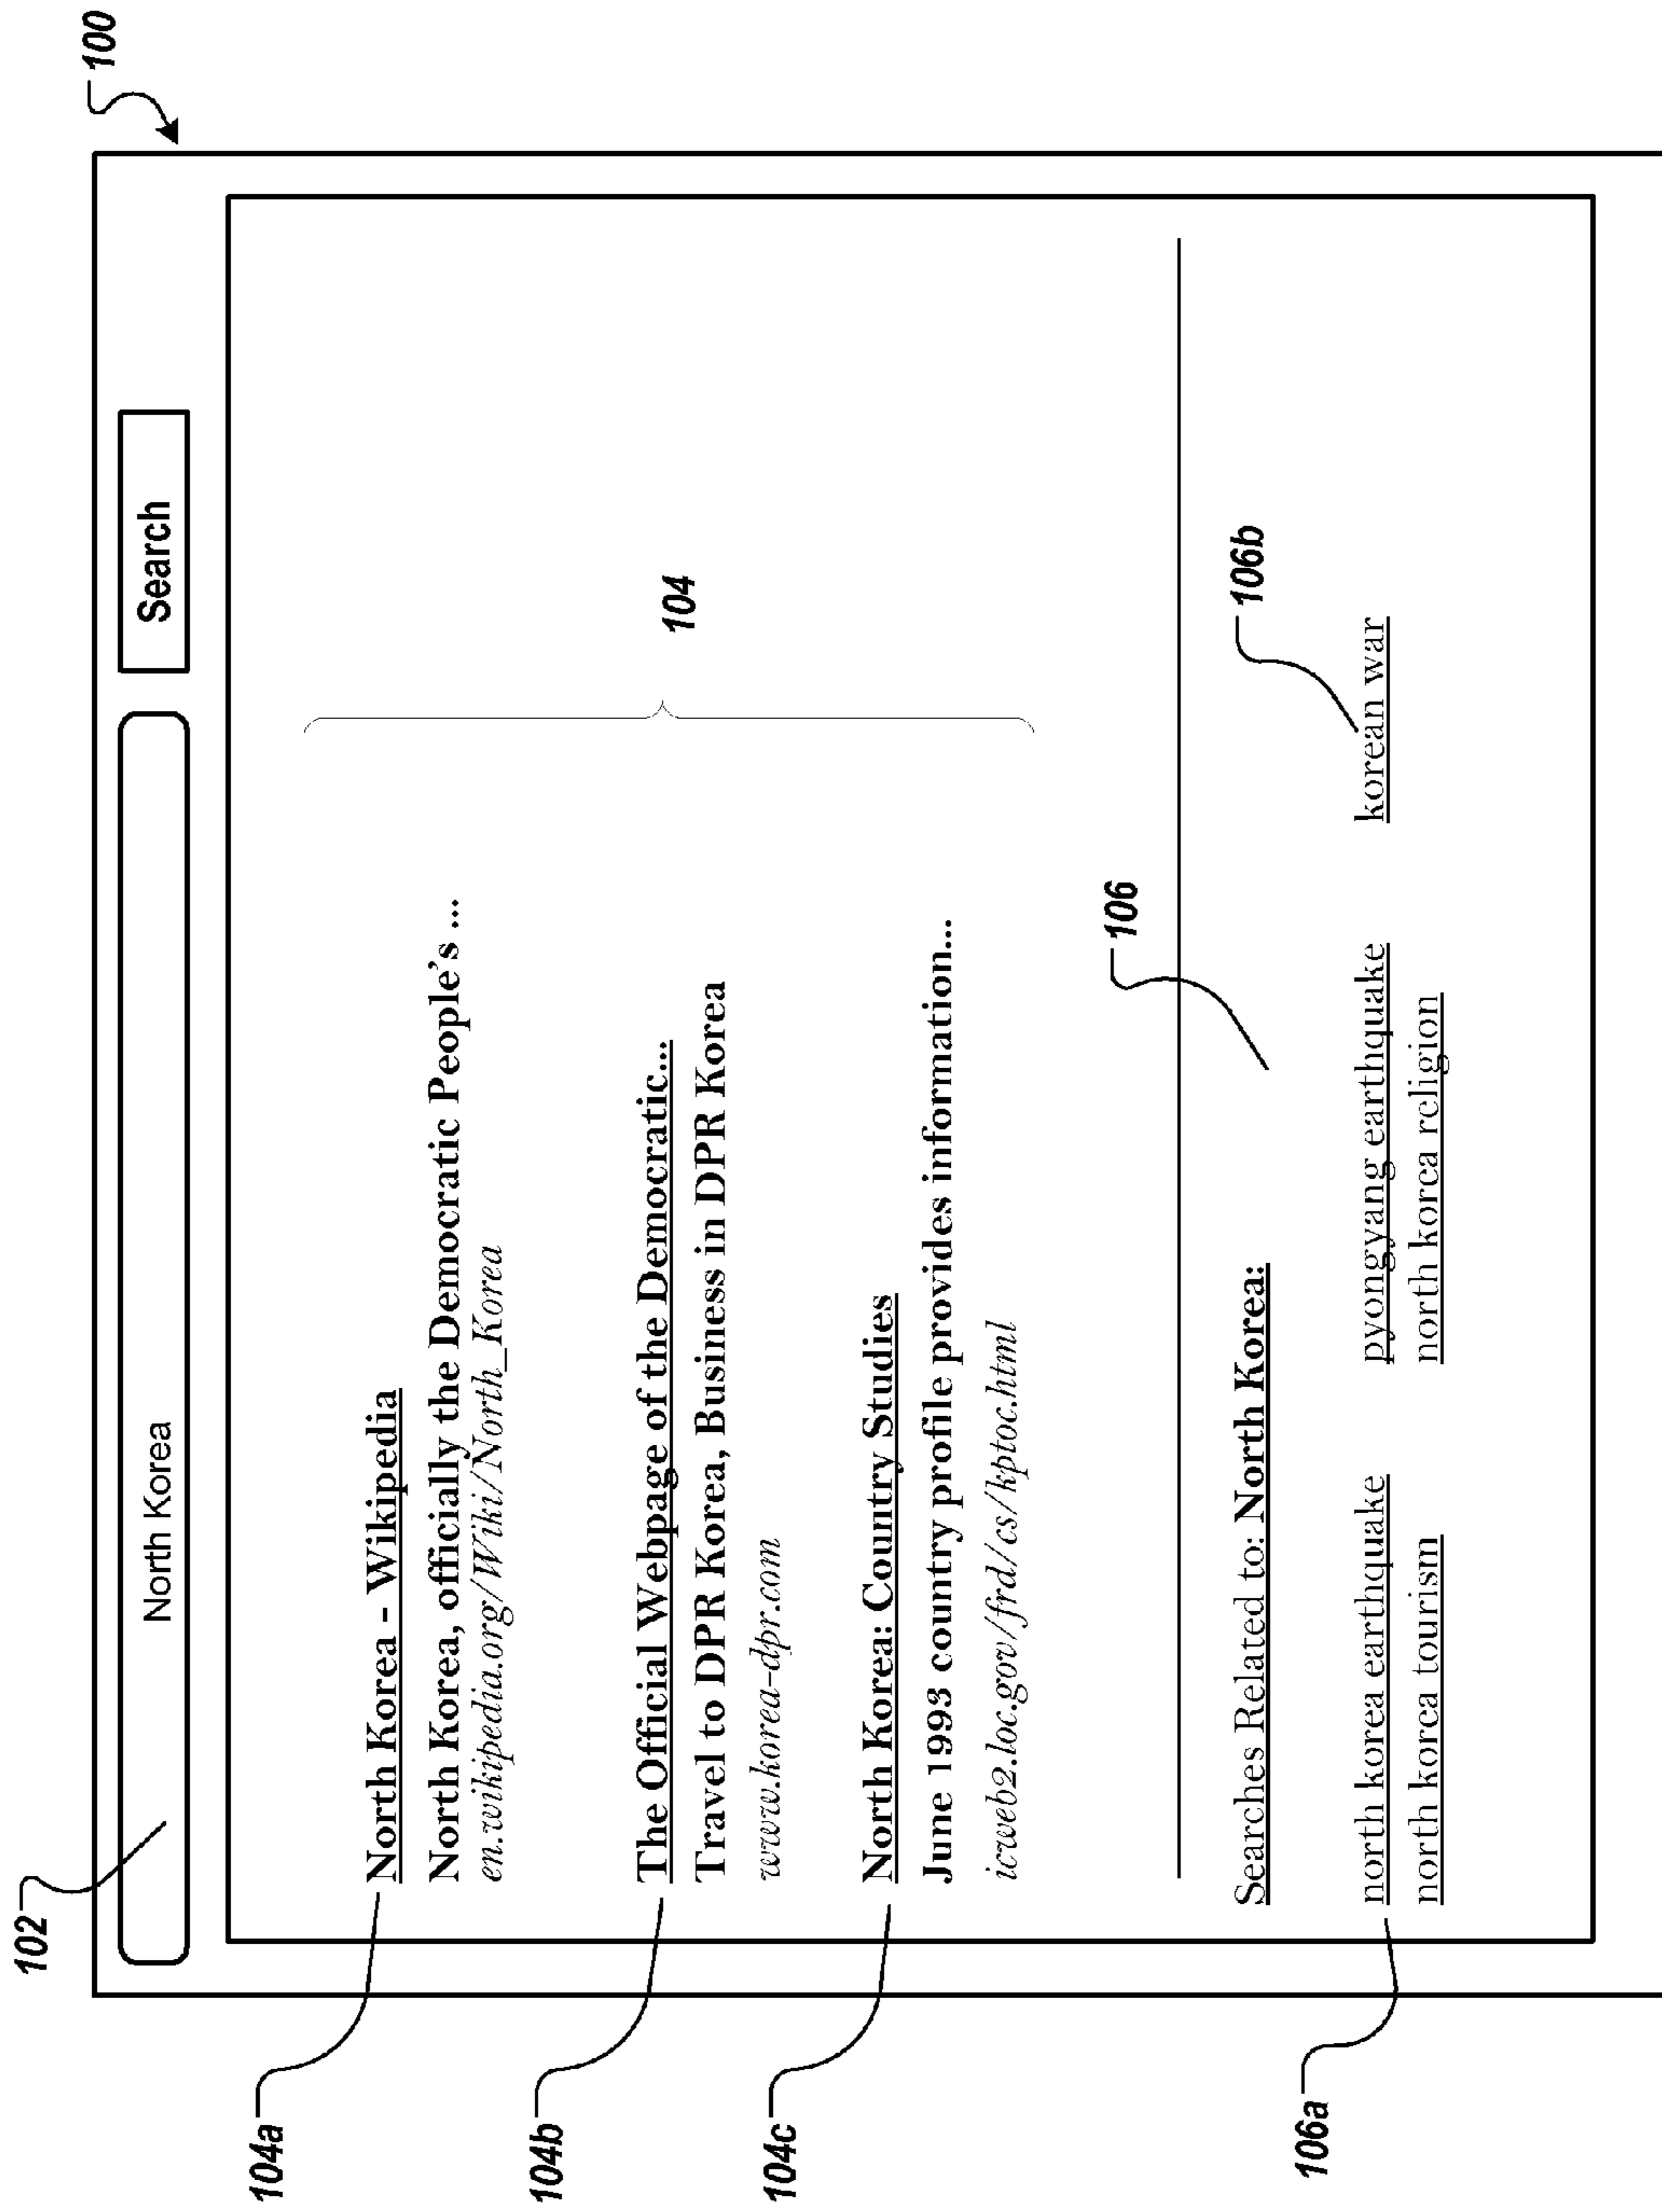 100
102
North Korea
Search
104a
North Korea - Wikipedia
North Korea, officially the Democratic People's ...
en.wikipedia.org/Wiki/North_Korea
104
104b
The Official Webpage of the Democratic...
Travel to DPR Korea, Business in DPR Korea
www.korea-dpr.com
104c
North Korea: Country Studies
June 1993 country profile provides information...
icweb2.loc.gov/frd/cs/kptoc.html
106
Searches Related to: North Korea:
106b
106a
north korea earthquake pyongyang earthquake korean war
north korea tourism north korea religion